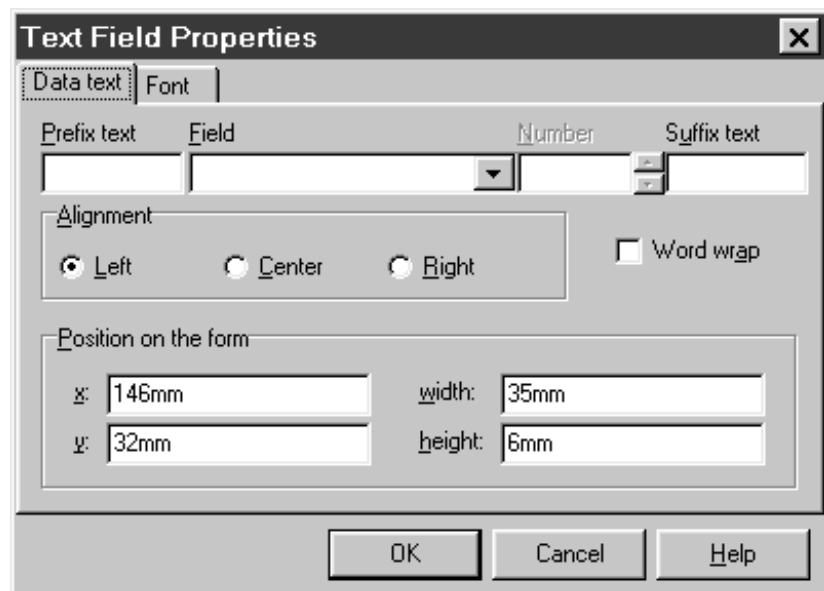 Text Field Properties
Data text Font
Prefix text Field Number Suffix text
Alignment
Left Center Right Word wrap
Position on the form
x: 146mm width: 35mm
y: 32mm height: 6mm
OK Cancel Help